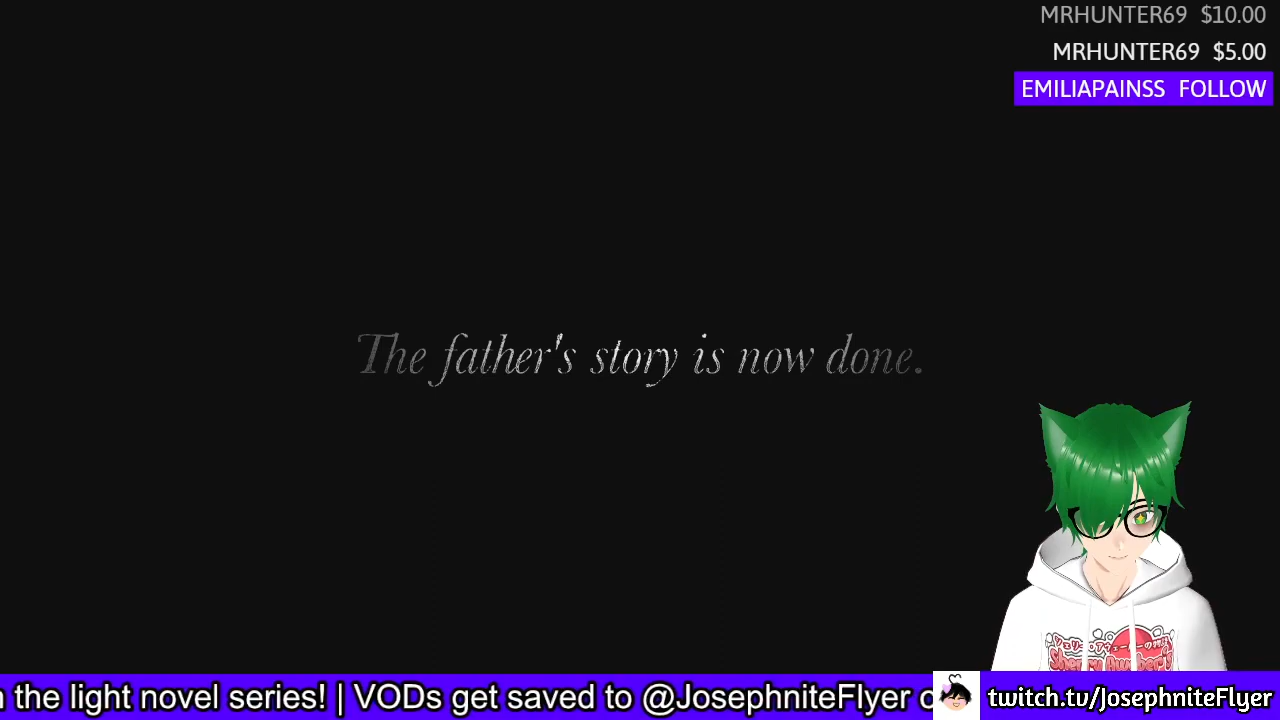 MRHUNTER69 $10.00
MRHUNTER69 $5.00
EMILIAPAINSS FOLLOW
The father's story is now done.
the light novel series! | VODs get saved to @JosephniteFlyer
twitch.tv/JosephniteFlyer